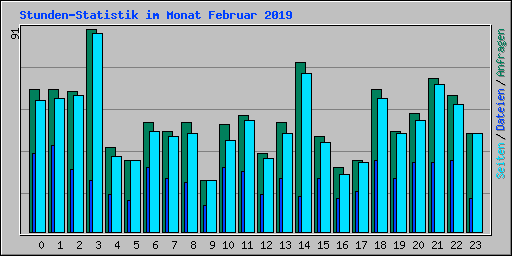 Stunden-Statistik im Monat Februar 2019
91
Seiten/Dateien/Anfragen
0 1 2 3 4 5 6 7 8 9 10 11 12 13 14 15 16 17 18 19 20 21 22 23